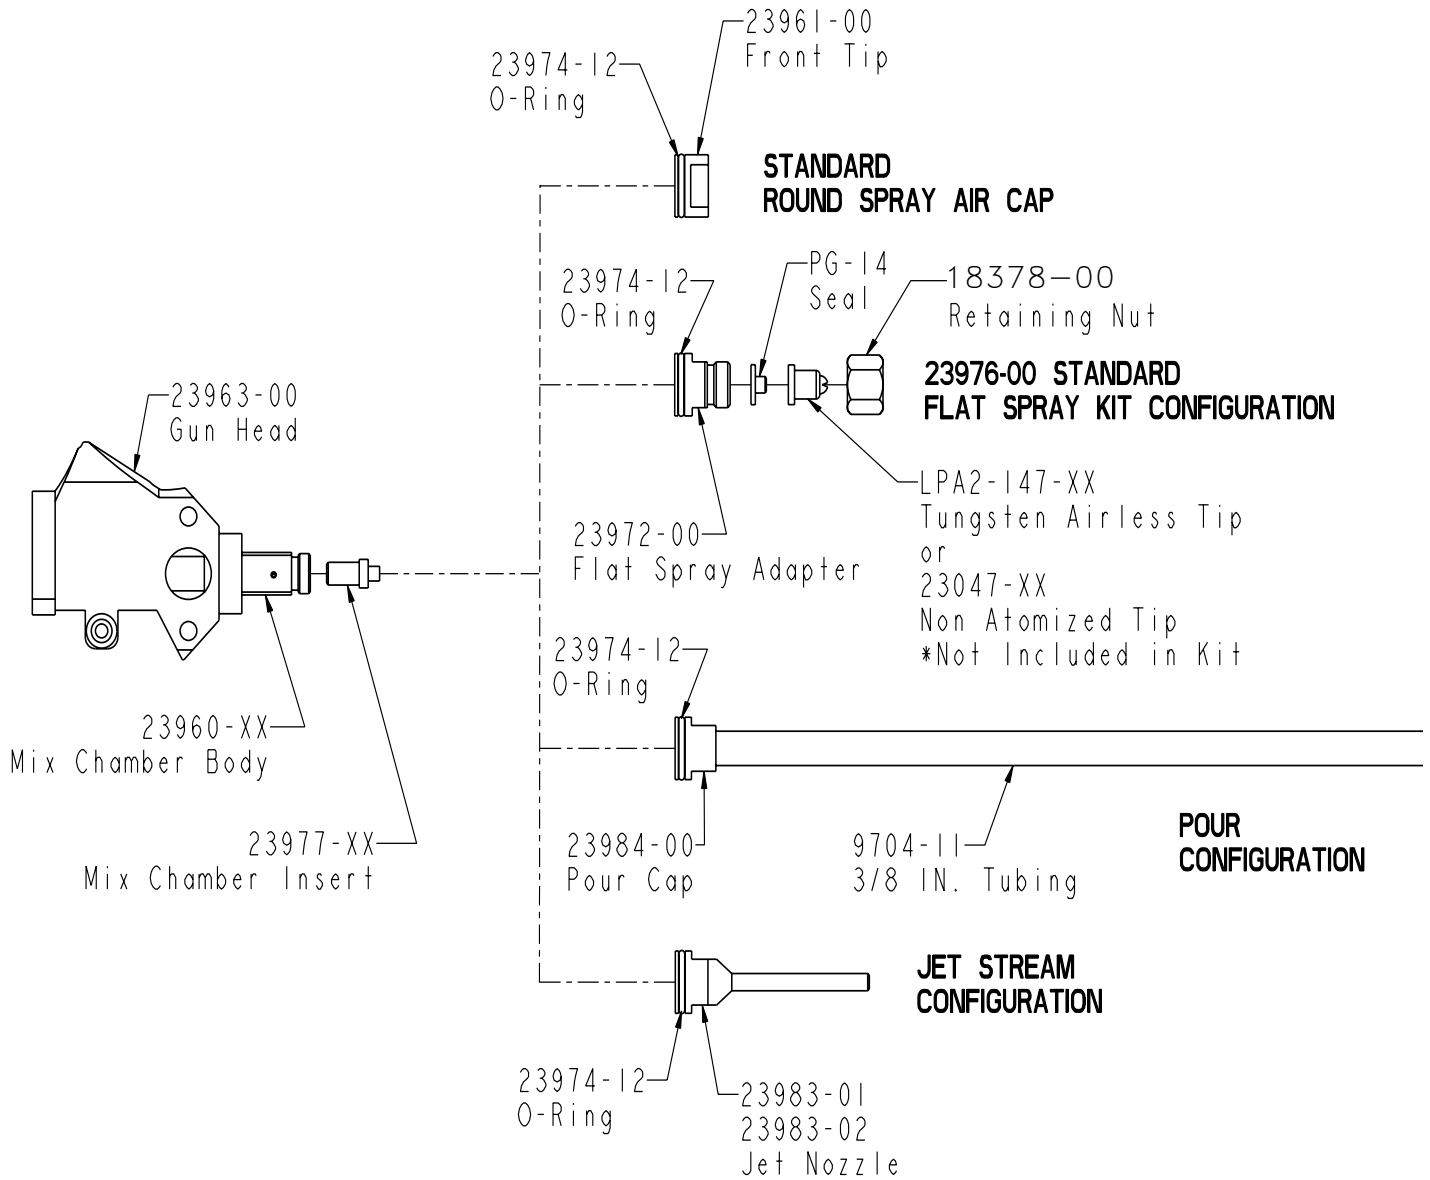 23961-00
Front Tip
23974-12
O-Ring
STANDARD
ROUND SPRAY AIR CAP
PG-14
Seal
18378-00
Retaining Nut
23974-12
O-Ring
23976-00 STANDARD
FLAT SPRAY KIT CONFIGURATION
23963-00
Gun Head
LPA2-147-XX
Tungsten Airless Tip
or
23047-XX
Non Atomized Tip
*Not Included in Kit
23972-00
Flat Spray Adapter
23974-12
O-Ring
23960-XX
Mix Chamber Body
23977-XX
Mix Chamber Insert
23984-00
Pour Cap
9704-11
3/8 IN. Tubing
POUR
CONFIGURATION
JET STREAM
CONFIGURATION
23974-12
O-Ring
23983-01
23983-02
Jet Nozzle